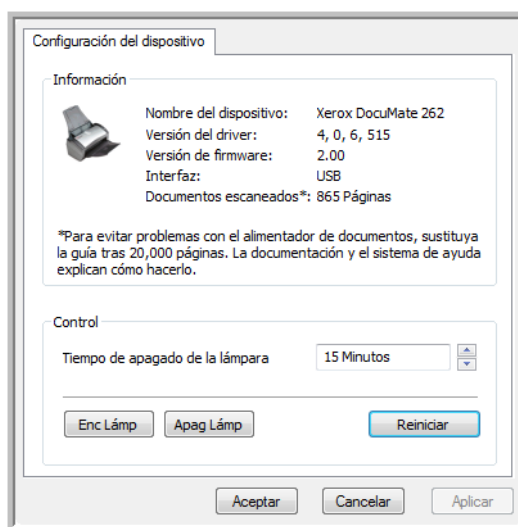 Configuración del dispositivo
Información
Nombre del dispositivo: Xerox DocuMate 262
Versión del driver: 4, 0, 6, 515
Versión de firmware: 2.00
Interfaz: USB
Documentos escaneados*: 865 Páginas
*Para evitar problemas con el alimentador de documentos, sustituya
la guía tras 20,000 páginas. La documentación y el sistema de ayuda
explican cómo hacerlo.
Control
Tiempo de apagado de la lámpara 15 Minutos
Enc Lámp Apag Lámp Reiniciar
Aceptar Cancelar Aplicar